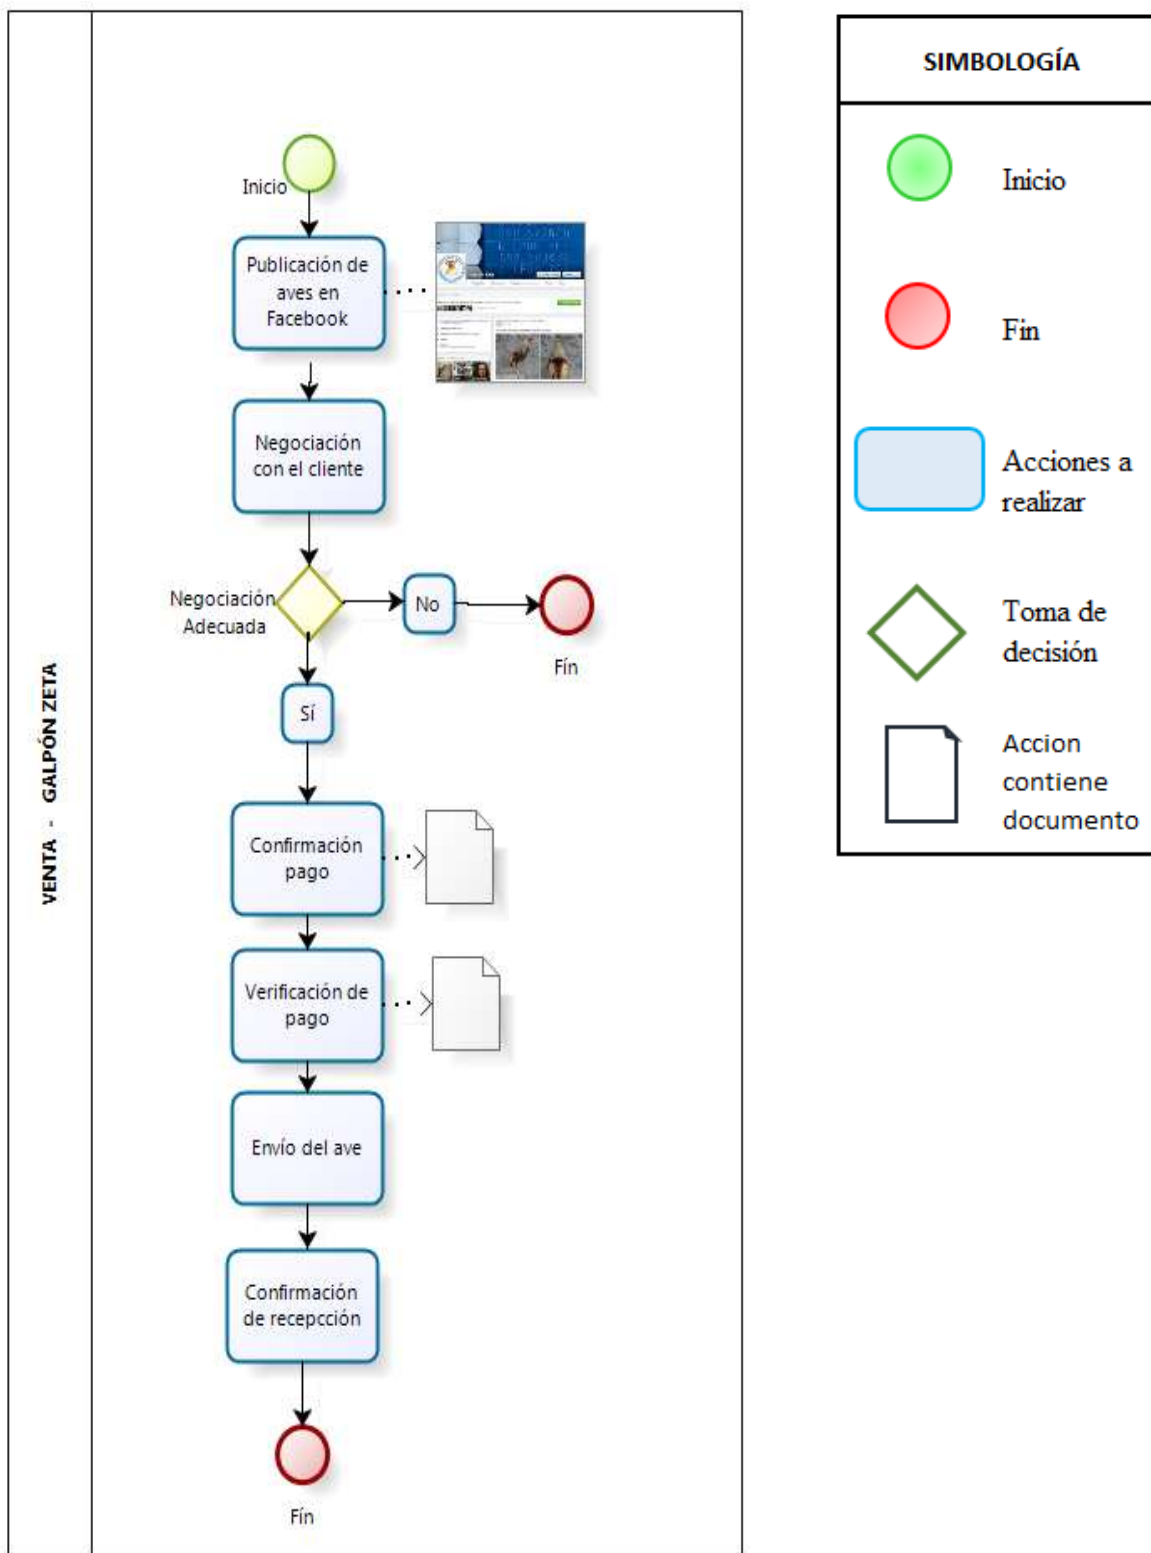 VENTA - GALPÓN ZETA
Inicio
Publicación de
aves en
Facebook
Negociación
con el cliente
Negociación
Adecuada
No
Fín
Sí
Confirmación
pago
Verificación de
pago
Envío del ave
Confirmación
de recepcción
Fín
SIMBOLOGÍA
Inicio
Fin
Acciones a
realizar
Toma de
decisión
Accion
contiene
documento